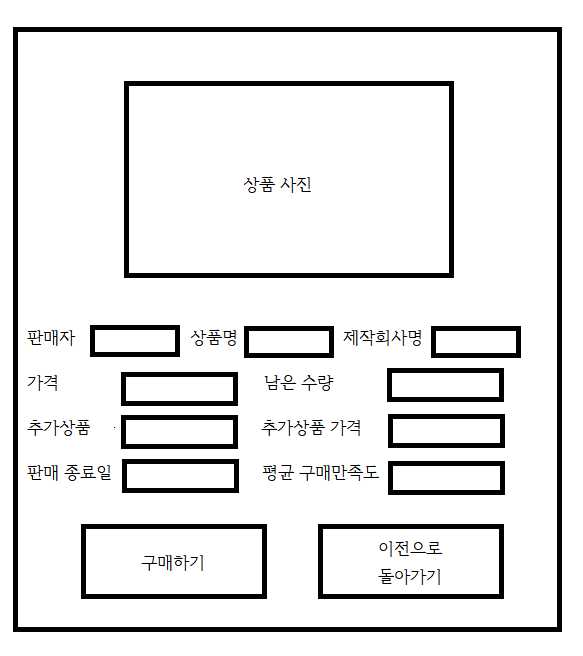 상품 사진
판매자 상품명 제작회사명
가격 남은 수량
추가상품 추가상품 가격
판매 종료일 평균 구매만족도
구매하기
이전으로
돌아가기